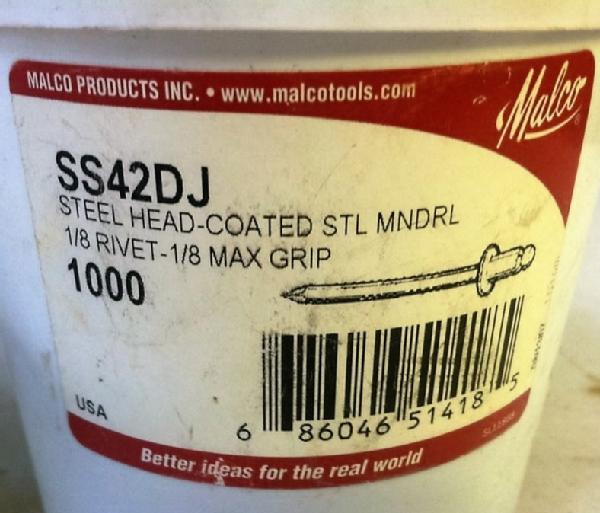 MALCO PRODUCTS INC. • www.malcotools.com
Malco
SS42DJ
STEEL HEAD-COATED STL MNDRL
1/8 RIVET-1/8 MAX GRIP
1000
USA
6 86046 51418 5
Better ideas for the real world